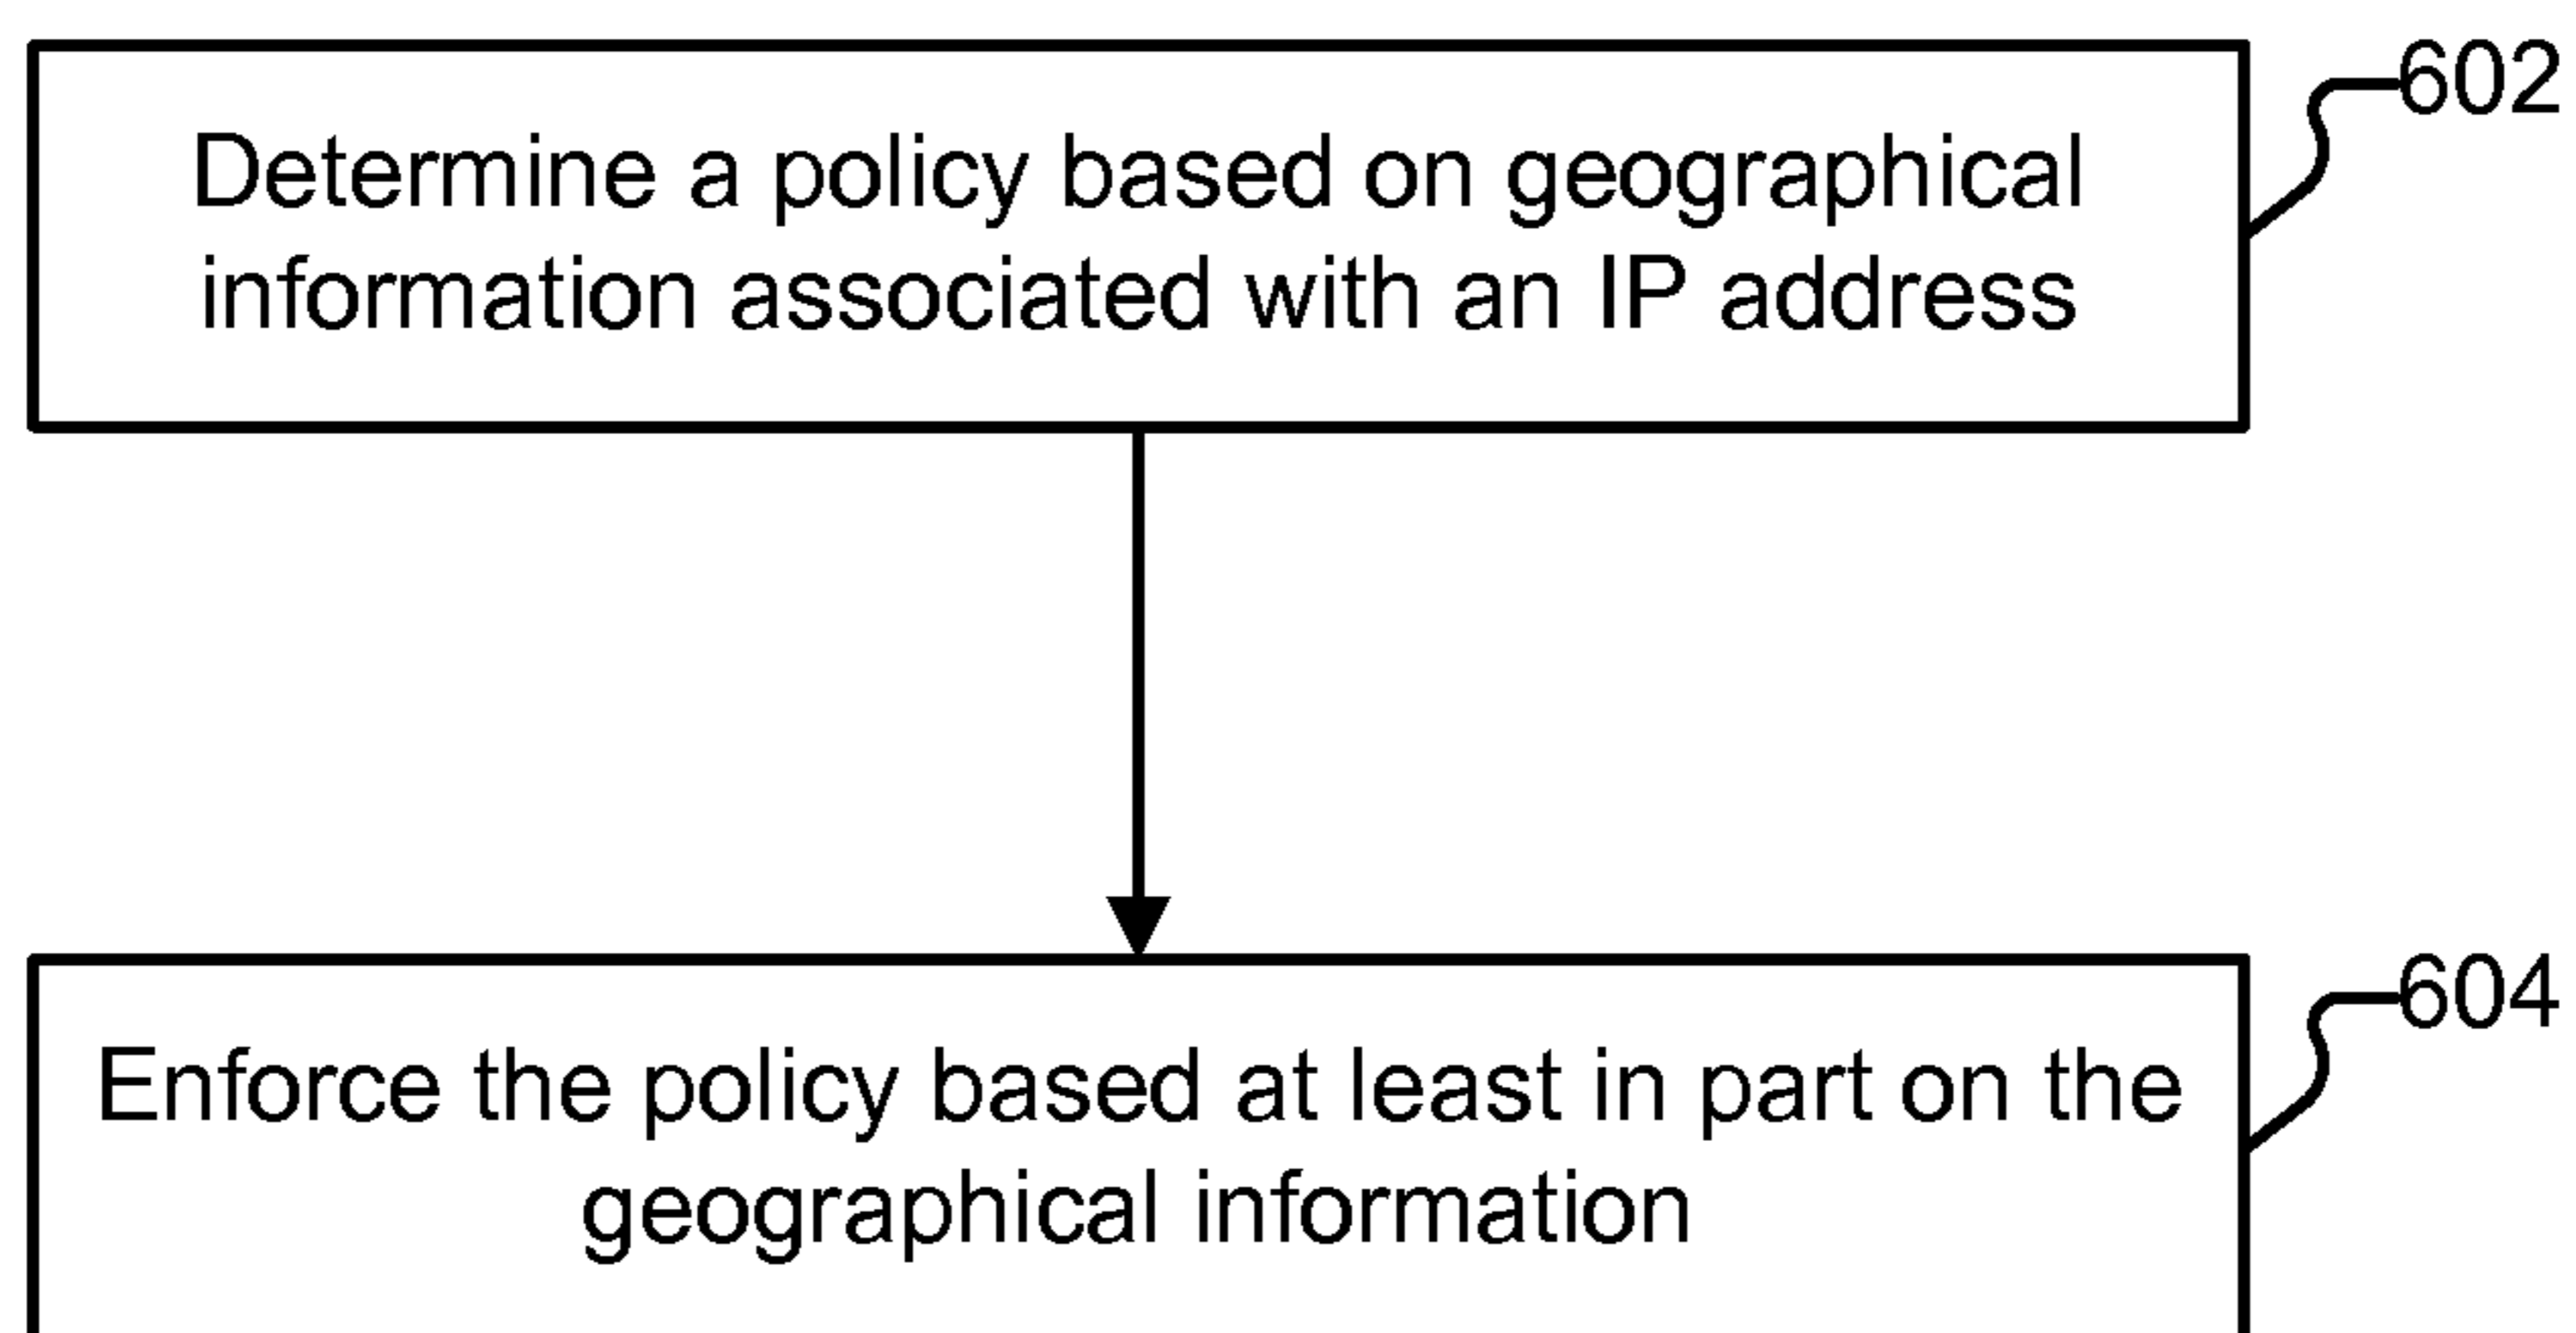 602
Determine a policy based on geographical
information associated with an IP address
604
Enforce the policy based at least in part on the
geographical information